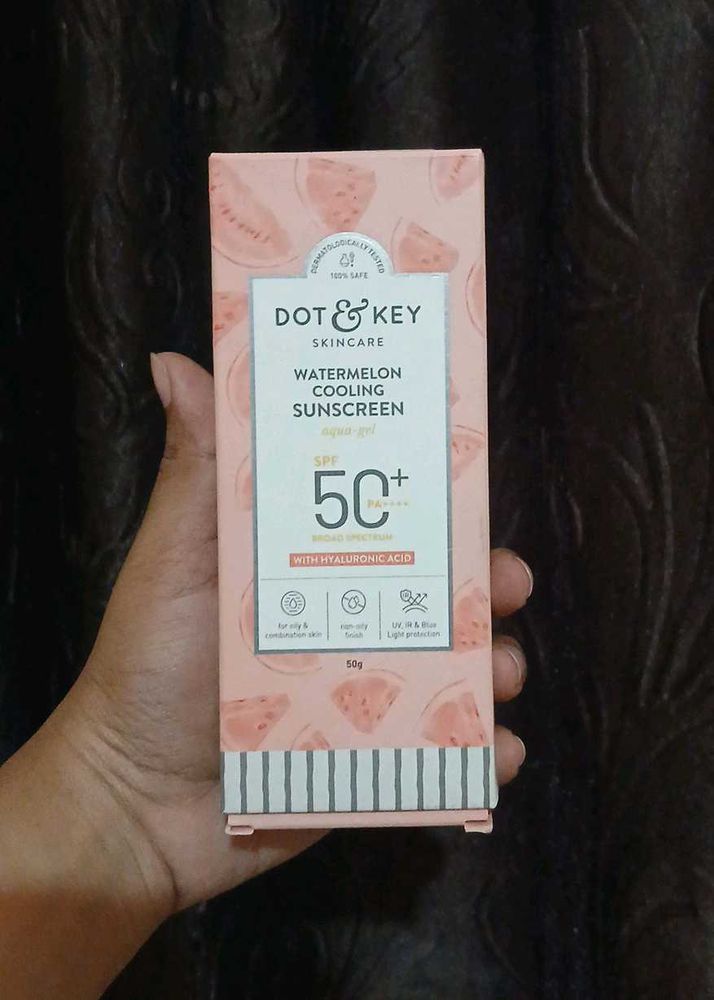 DERMATOLOGICALLY TESTED
100% SAFE
DOT & KEY
SKINCARE
WATERMELON
COOLING
SUNSCREEN
aqua-gel
SPF
50+
PA++++
BROAD SPECTRUM
WITH HYALURONIC ACID
for oily &
combination skin
non-oily
finish
UV, IR & Blue
Light protection
50g